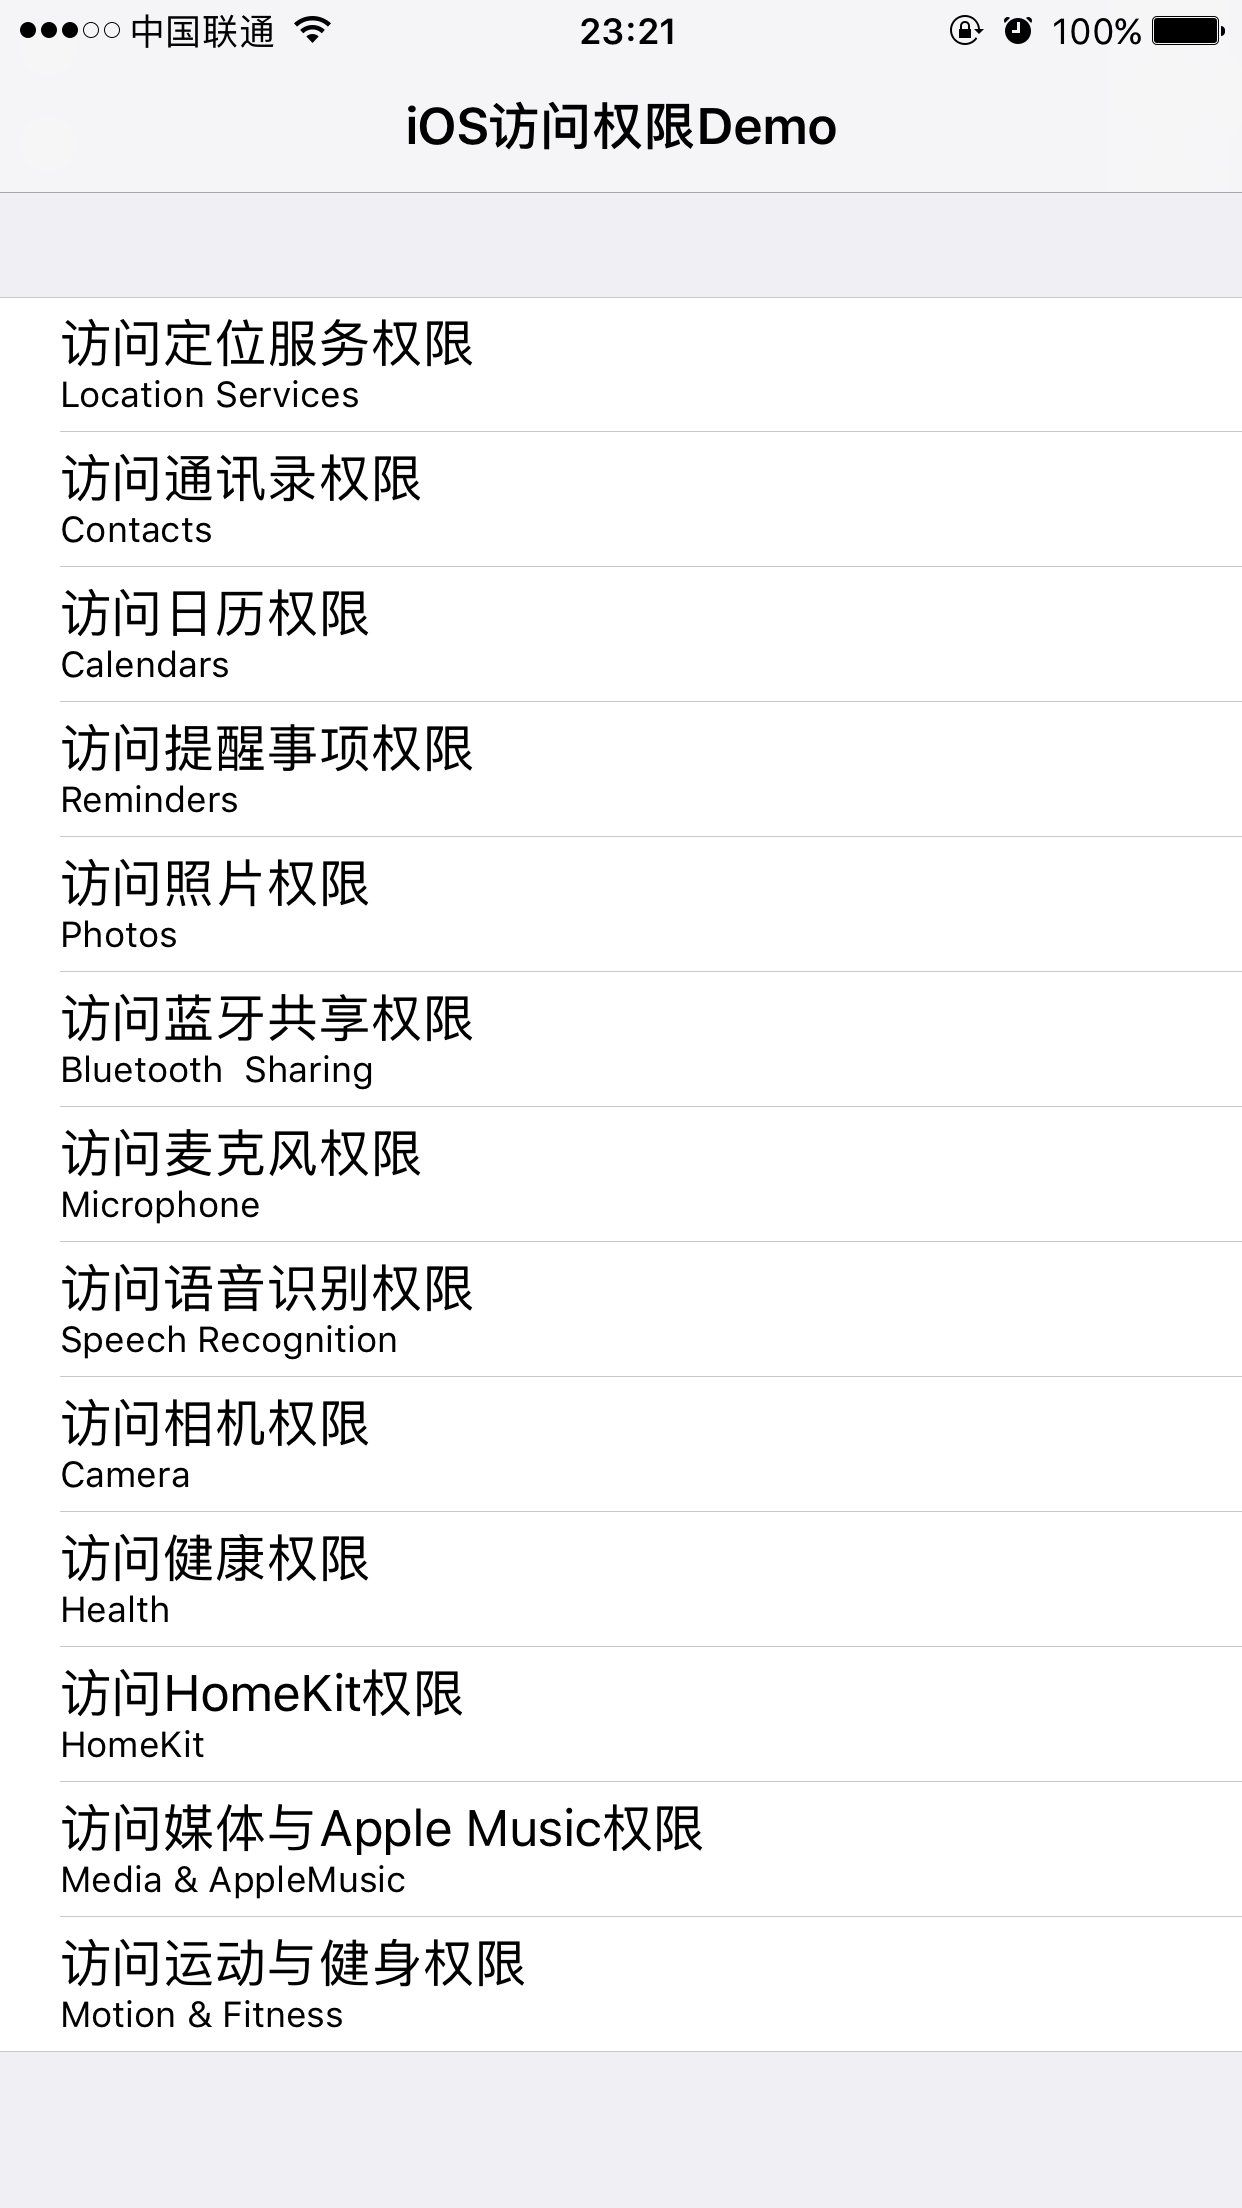 中国联通 23:21 100%
iOS访问权限Demo
访问定位服务权限
Location Services
访问通讯录权限
Contacts
访问日历权限
Calendars
访问提醒事项权限
Reminders
访问照片权限
Photos
访问蓝牙共享权限
Bluetooth  Sharing
访问麦克风权限
Microphone
访问语音识别权限
Speech Recognition
访问相机权限
Camera
访问健康权限
Health
访问HomeKit权限
HomeKit
访问媒体与Apple Music权限
Media & AppleMusic
访问运动与健身权限
Motion & Fitness